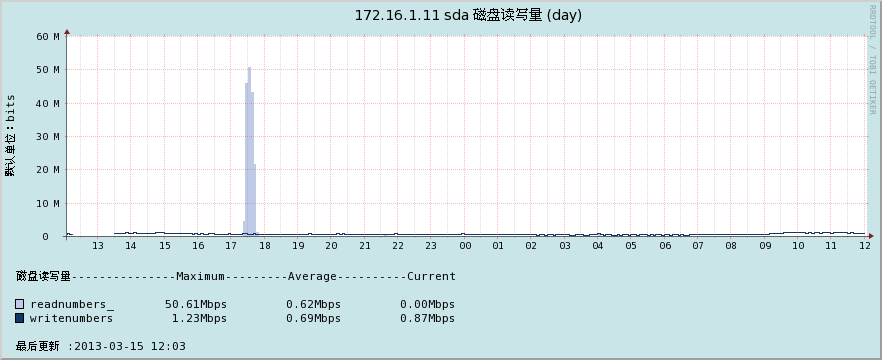 172.16.1.11 sda 磁盘读写量 (day)
RRDTOOL / TOBI OETIKER
默认单位：bits
60 M
50 M
40 M
30 M
20 M
10 M
0
13 14 15 16 17 18 19 20 21 22 23 00 01 02 03 04 05 06 07 08 09 10 11 12
磁盘读写量---------------Maximum---------Average----------Current
readnumbers_ 50.61Mbps 0.62Mbps 0.00Mbps
writenumbers 1.23Mbps 0.69Mbps 0.87Mbps
最后更新 :2013-03-15 12:03